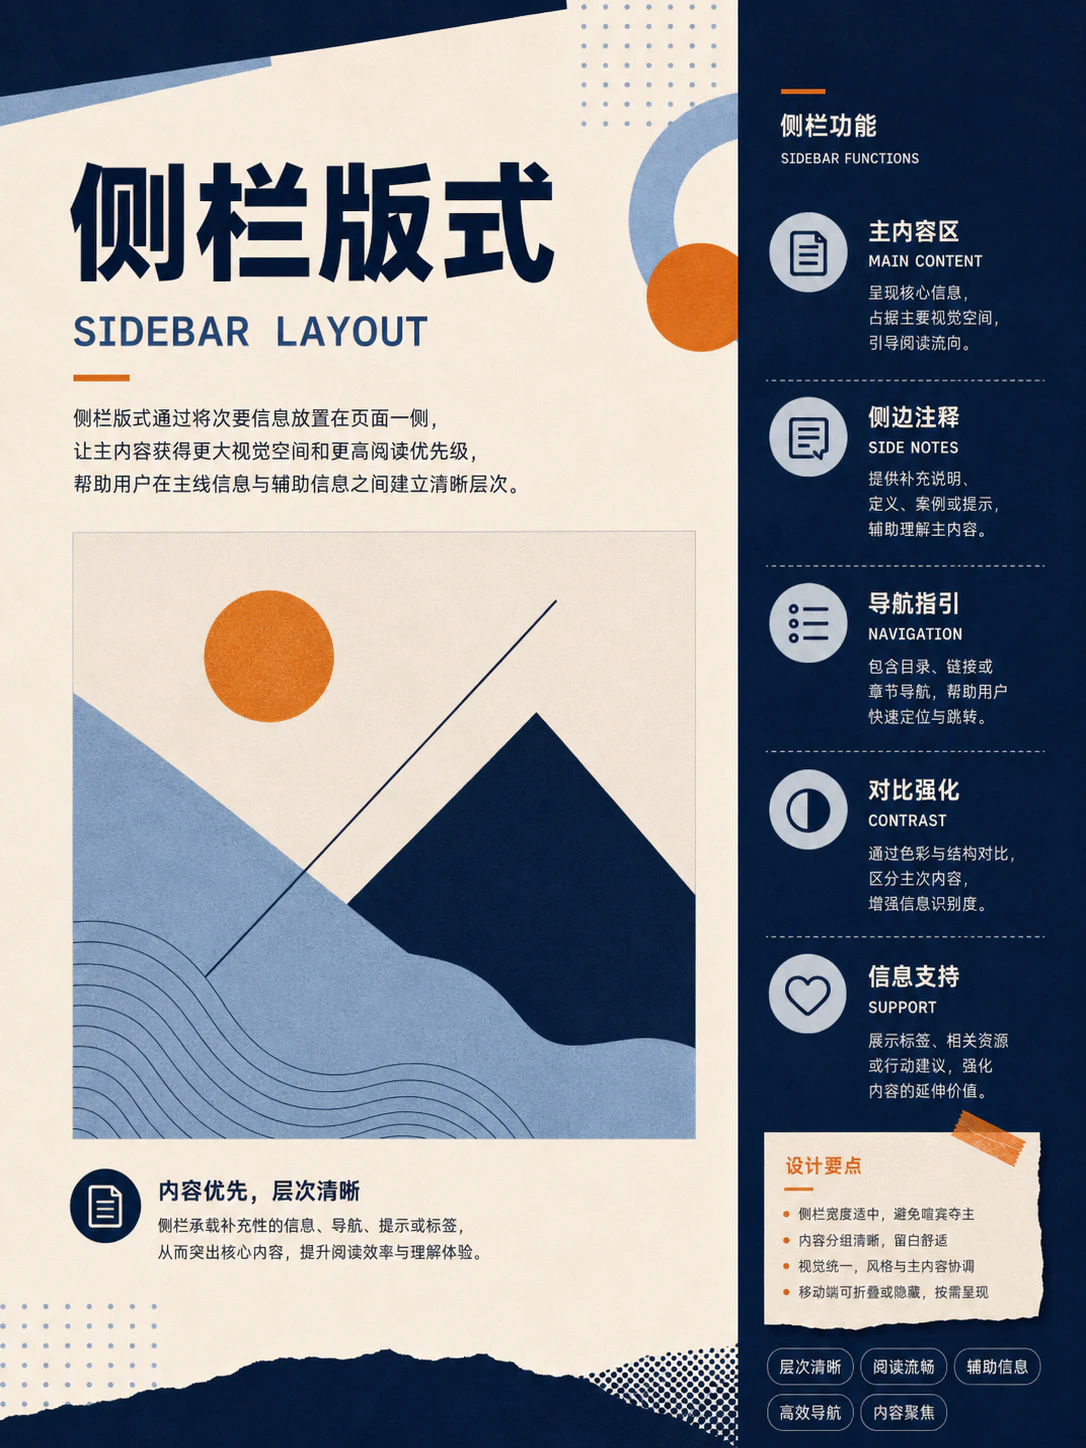 侧栏版式
SIDEBAR LAYOUT
侧栏版式通过将次要信息放置在页面一侧，
让主内容获得更大视觉空间和更高阅读优先级，
帮助用户在主线信息与辅助信息之间建立清晰层次。
内容优先，层次清晰
侧栏承载补充性的信息、导航、提示或标签，
从而突出核心内容，提升阅读效率与理解体验。
侧栏功能
SIDEBAR FUNCTIONS
主内容区
MAIN CONTENT
呈现核心信息，
占据主要视觉空间，
引导阅读流向。
侧边注释
SIDE NOTES
提供补充说明、
定义、案例或提示，
辅助理解主内容。
导航指引
NAVIGATION
包含目录、链接或
章节导航，帮助用户
快速定位与跳转。
对比强化
CONTRAST
通过色彩与结构对比，
区分主次内容，
增强信息识别度。
信息支持
SUPPORT
展示标签、相关资源
或行动建议，强化
内容的延伸价值。
设计要点
侧栏宽度适中，避免喧宾夺主
内容分组清晰，留白舒适
视觉统一，风格与主内容协调
移动端可折叠或隐藏，按需呈现
层次清晰 阅读流畅 辅助信息
高效导航 内容聚焦